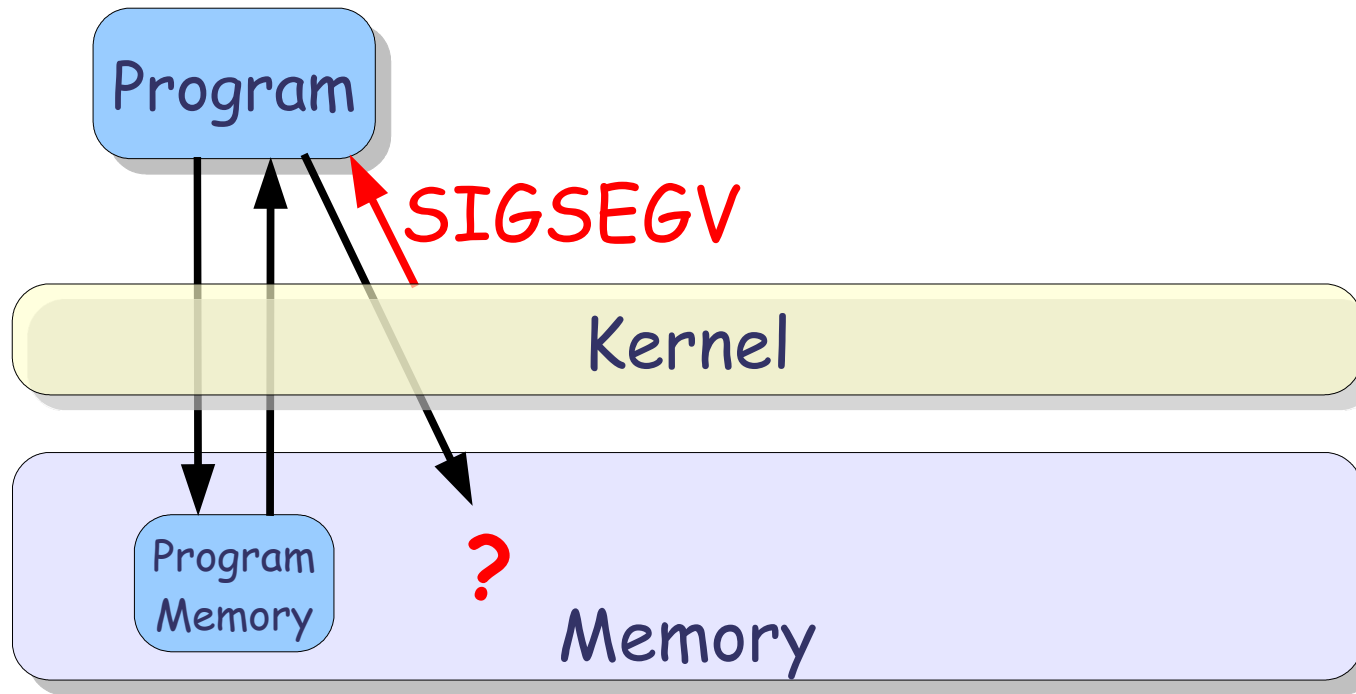 Program
SIGSEGV
Kernel
Program
Memory
?
Memory